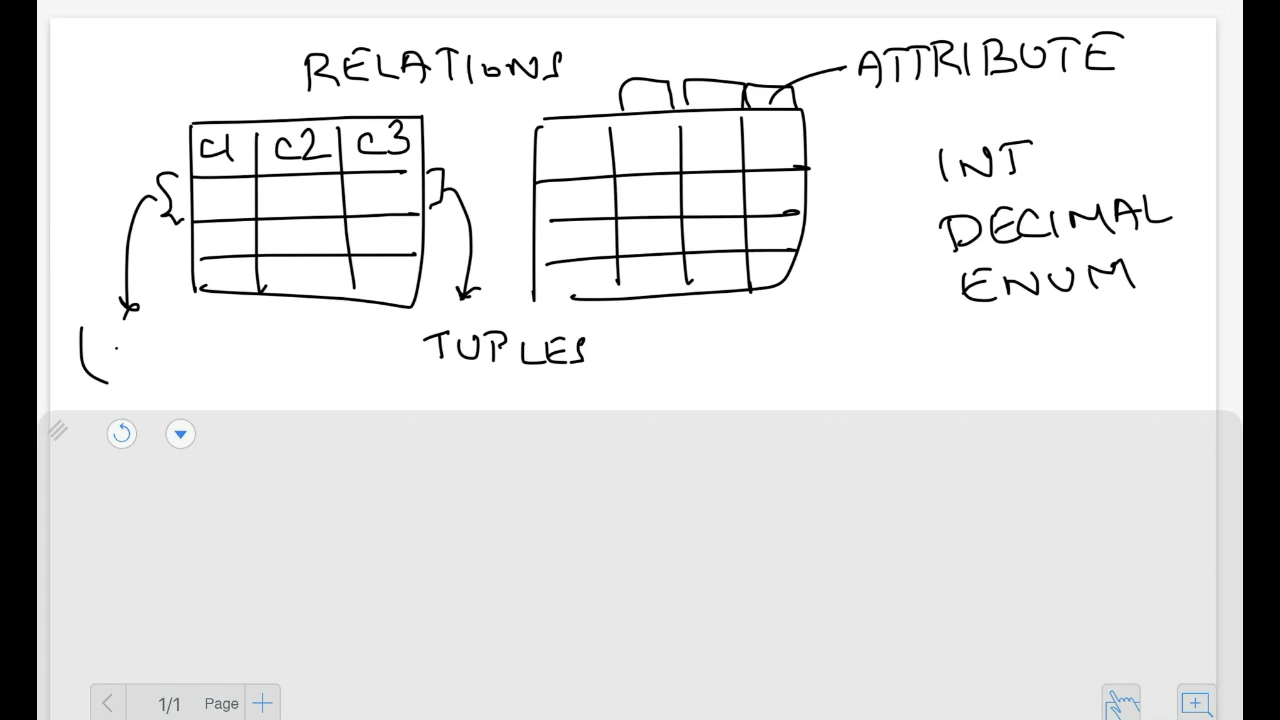 RELATIONS
ATTRIBUTE
C1 C2 C3
INT
DECIMAL
ENUM
(
TUPLES
1/1 Page